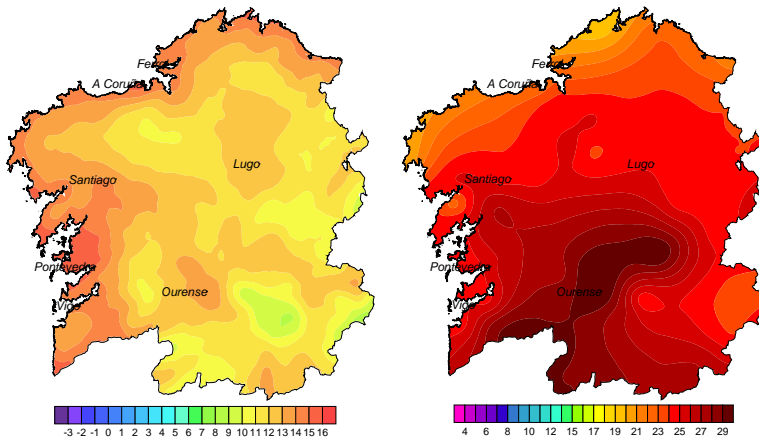 Ferrol
A Coruña
Lugo
Santiago
Pontevedra
Ourense
Vigo
-3 -2 -1 0 1 2 3 4 5 6 7 8 9 10 11 12 13 14 15 16
Ferrol
A Coruña
Lugo
Santiago
Pontevedra
Ourense
Vigo
4 6 8 10 12 13 15 17 19 21 23 25 27 29